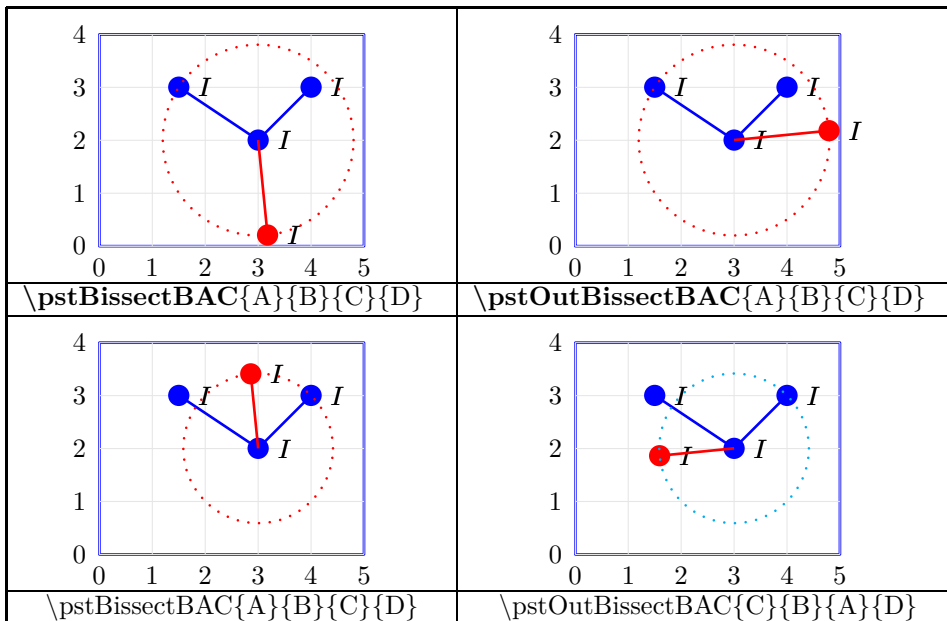 4
3
2
1
0
0 1 2 3 4 5
I I
I
I
\pstBissectBAC{A}{B}{C}{D}
4
3
2
1
0
0 1 2 3 4 5
I I
I I
\pstOutBissectBAC{A}{B}{C}{D}
4
3
2
1
0
0 1 2 3 4 5
I
I I
I
\pstBissectBAC{A}{B}{C}{D}
4
3
2
1
0
0 1 2 3 4 5
I I
I I
\pstOutBissectBAC{C}{B}{A}{D}